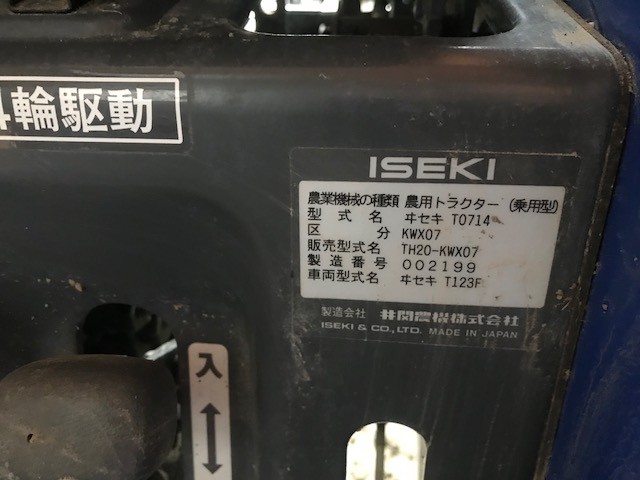 4輪駆動
ISEKI
農業機械の種類 農用トラクター (乗用型)
型式名 ヰセキ T0714
区分 KWX07
販売型式名 TH20-KWX07
製造番号 002199
車両型式名 ヰセキ T123F
製造会社 井関農機株式会社
ISEKI & CO., LTD. MADE IN JAPAN
入